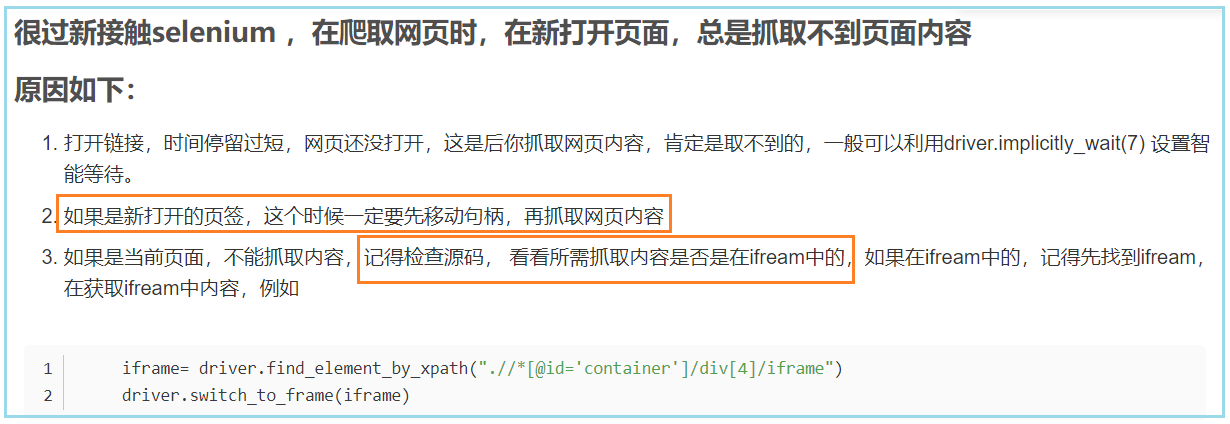 很过新接触selenium ，在爬取网页时，在新打开页面，总是抓取不到页面内容
原因如下：
1. 打开链接，时间停留过短，网页还没打开，这是后你抓取网页内容，肯定是取不到的，一般可以利用driver.implicitly_wait(7) 设置智
能等待。
2. 如果是新打开的页签，这个时候一定要先移动句柄，再抓取网页内容
3. 如果是当前页面，不能抓取内容，记得检查源码， 看看所需抓取内容是否是在ifream中的，如果在ifream中的，记得先找到ifream，
在获取ifream中内容，例如
1 iframe= driver.find_element_by_xpath(".//*[@id='container']/div[4]/iframe")
2 driver.switch_to_frame(iframe)